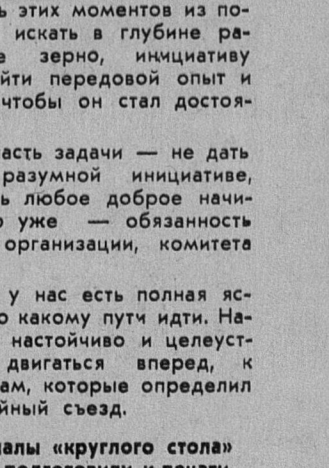 ь этих моментов из по-
искать в глубине ра-
е зерно, инициативу
йти передовой опыт и
чтобы он стал достоя-
асть задачи — не дать
разумной инициативе,
ь любое доброе начи-
о уже — обязанность
организации, комитета
у нас есть полная яс-
о какому пути идти. На-
настойчиво и целеуст-
двигаться вперед, к
ам, которые определил
йный съезд.
иалы «круглого стола»